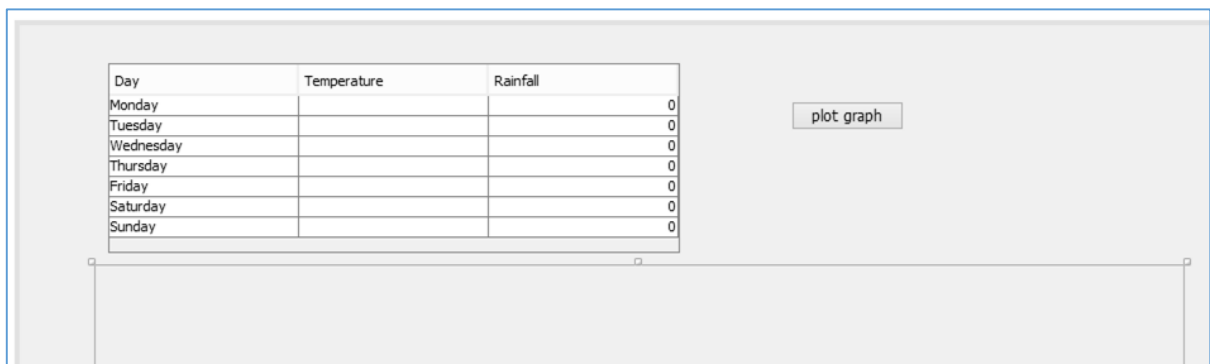 Day Temperature Rainfall
Monday 0
plot graph
Tuesday 0
Wednesday 0
Thursday 0
Friday 0
Saturday 0
Sunday 0